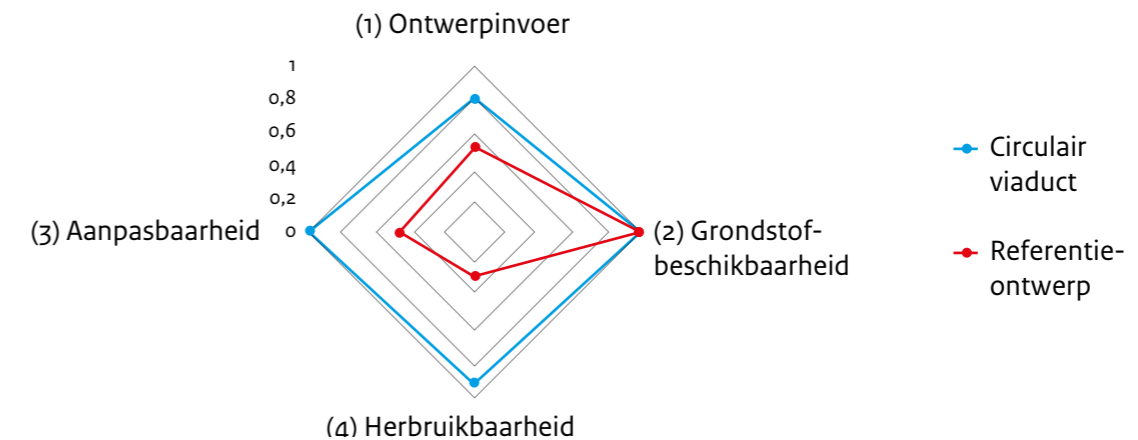 (1) Ontwerpinvoer
1
0,8
0,6
0,4
0,2
0
(3) Aanpasbaarheid
(2) Grondstof-
beschikbaarheid
(4) Herbruikbaarheid
Circulair
viaduct
Referentie-
ontwerp